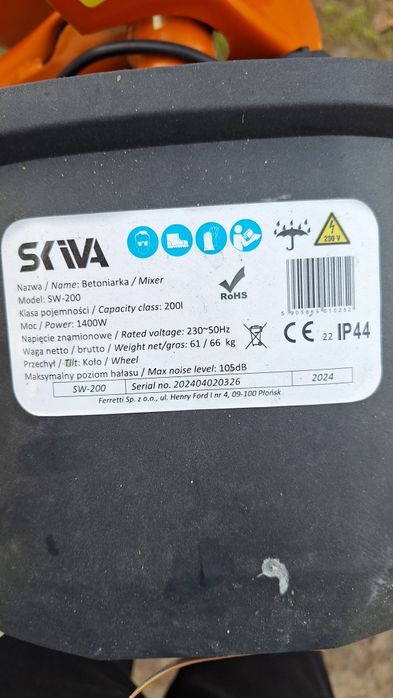 SKiVA
230 V
Nazwa / Name: Betoniarka / Mixer
Model: SW-200
Klasa pojemności / Capacity class: 200l
Moc / Power: 1400W
Napięcie znamionowe / Rated voltage: 230~50Hz
Waga netto / brutto / Weight net/gros: 61 / 66 kg
Przechył / Tilt: Koło / Wheel
Maksymalny poziom hałasu / Max noise level: 105dB
RoHS
CE 22 IP44
SW-200 Serial no. 202404020326 2024
Ferretti Sp. z o.o., ul. Henry Ford I nr 4, 09-100 Płońsk